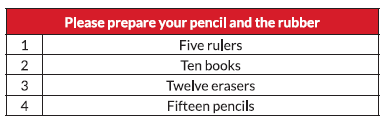 Please prepare your pencil and the rubber
1 Five rulers
2 Ten books
3 Twelve erasers
4 Fifteen pencils